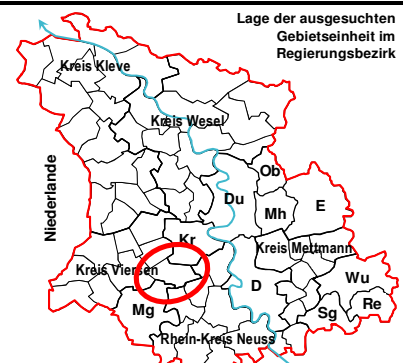 Lage der ausgesuchten
Gebietseinheit im
Regierungsbezirk
Kreis Kleve
Kreis Wesel
Niederlande
Ob
Du
Mh
E
Kr
Kreis Mettmann
Kreis Viersen
D
Wu
Mg
Sg
Re
Rhein-Kreis Neuss